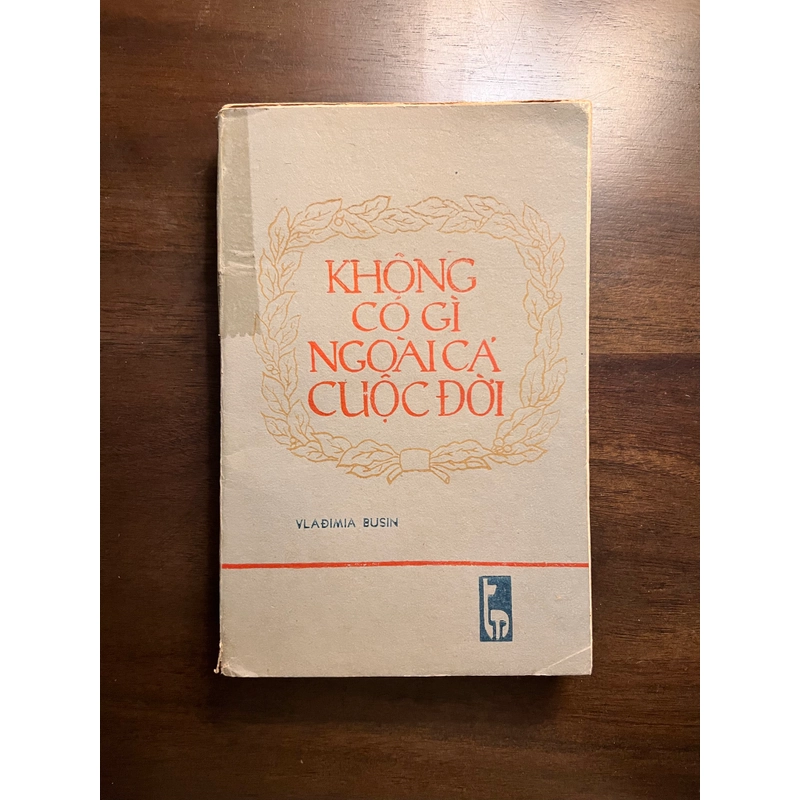 KHÔNG
CÓ GÌ
NGOÀI CẢ
CUỘC ĐỜI
VLAĐIMIA BUSIN